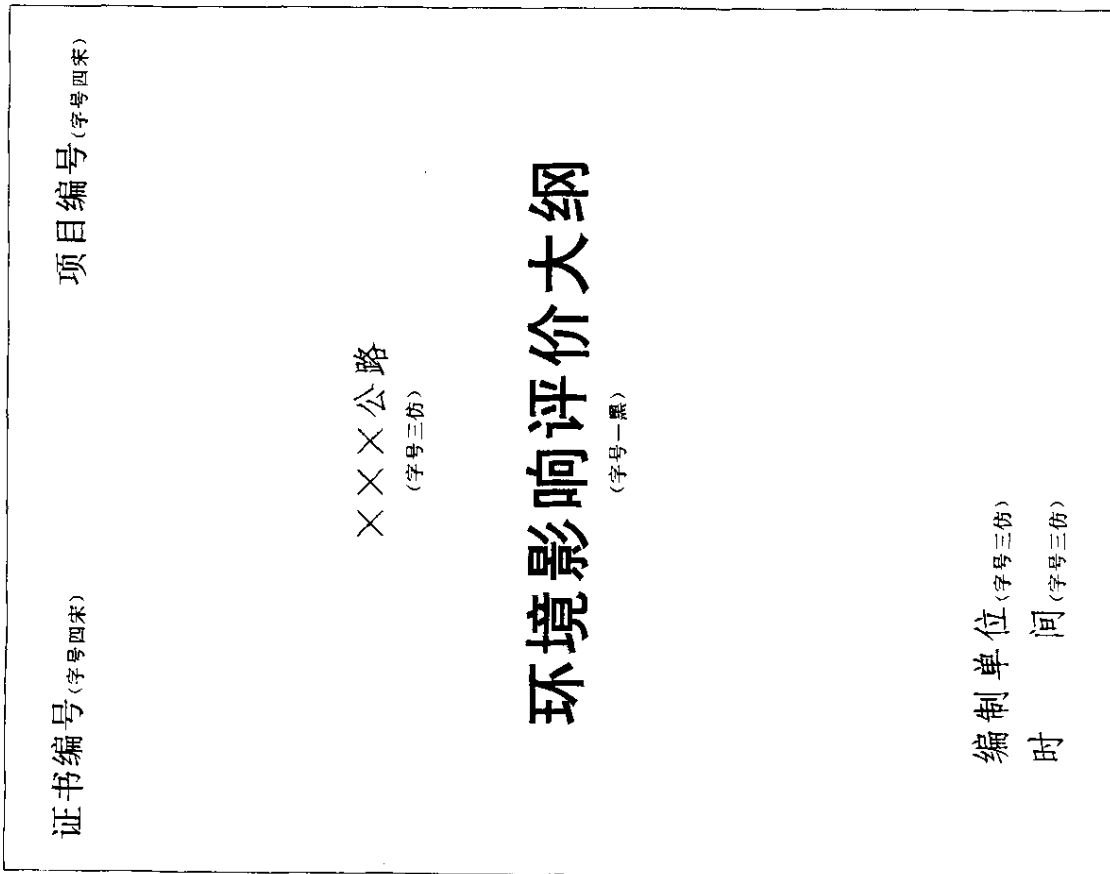 证书编号(字号四宋) 项目编号(字号四宋)
×××公路
(字号三仿)
环境影响评价大纲
(字号一黑)
编制单位(字号三仿)
时 间(字号三仿)